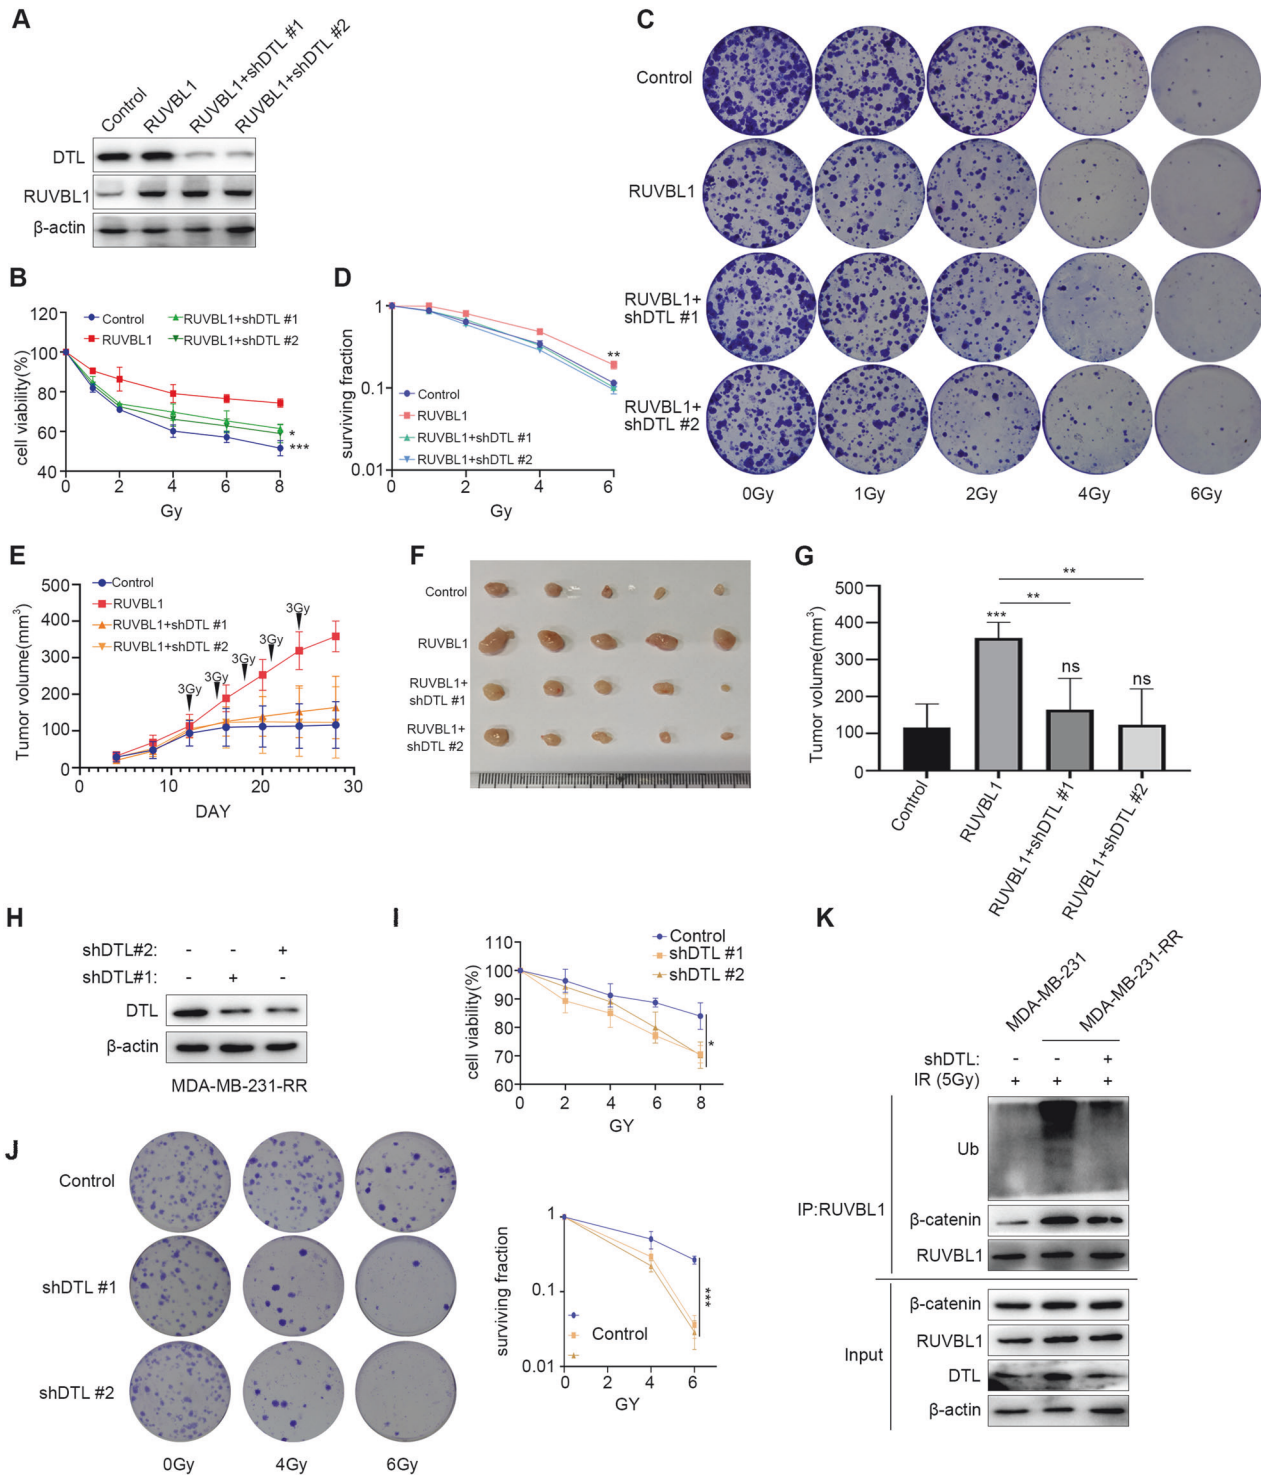 A
Control
RUVBL1
RUVBL1+shDTL #1
RUVBL1+shDTL #2
DTL
RUVBL1
β-actin
B
120
100
80
60
40
cell viability(%)
Control
RUVBL1
RUVBL1+shDTL #1
RUVBL1+shDTL #2
*
***
0 2 4 6 8
Gy
D
1
0.1
0.01
surviving fraction
**
Control
RUVBL1
RUVBL1+shDTL #1
RUVBL1+shDTL #2
0 2 4 6
Gy
C
Control
RUVBL1
RUVBL1+
shDTL #1
RUVBL1+
shDTL #2
0Gy 1Gy 2Gy 4Gy 6Gy
E
500
400
300
200
100
0
Tumor volume(mm³)
Control
RUVBL1
RUVBL1+shDTL #1
RUVBL1+shDTL #2
3Gy
3Gy
3Gy
3Gy
3Gy
0 10 20 30
DAY
F
Control
RUVBL1
RUVBL1+
shDTL #1
RUVBL1+
shDTL #2
G
500
400
300
200
100
0
Tumor volume(mm³)
**
**
***
ns
ns
Control
RUVBL1
RUVBL1+shDTL #1
RUVBL1+shDTL #2
H
shDTL#2: - - +
shDTL#1: - + -
DTL
β-actin
MDA-MB-231-RR
I
110
100
90
80
70
60
cell viability(%)
Control
shDTL #1
shDTL #2
*
0 2 4 6 8
GY
J
Control
shDTL #1
shDTL #2
0Gy 4Gy 6Gy
1
0.1
0.01
surviving fraction
Control
***
0 4 6
GY
K
MDA-MB-231
MDA-MB-231-RR
shDTL: - - +
IR (5Gy) + + +
IP:RUVBL1
Ub
β-catenin
RUVBL1
Input
β-catenin
RUVBL1
DTL
β-actin